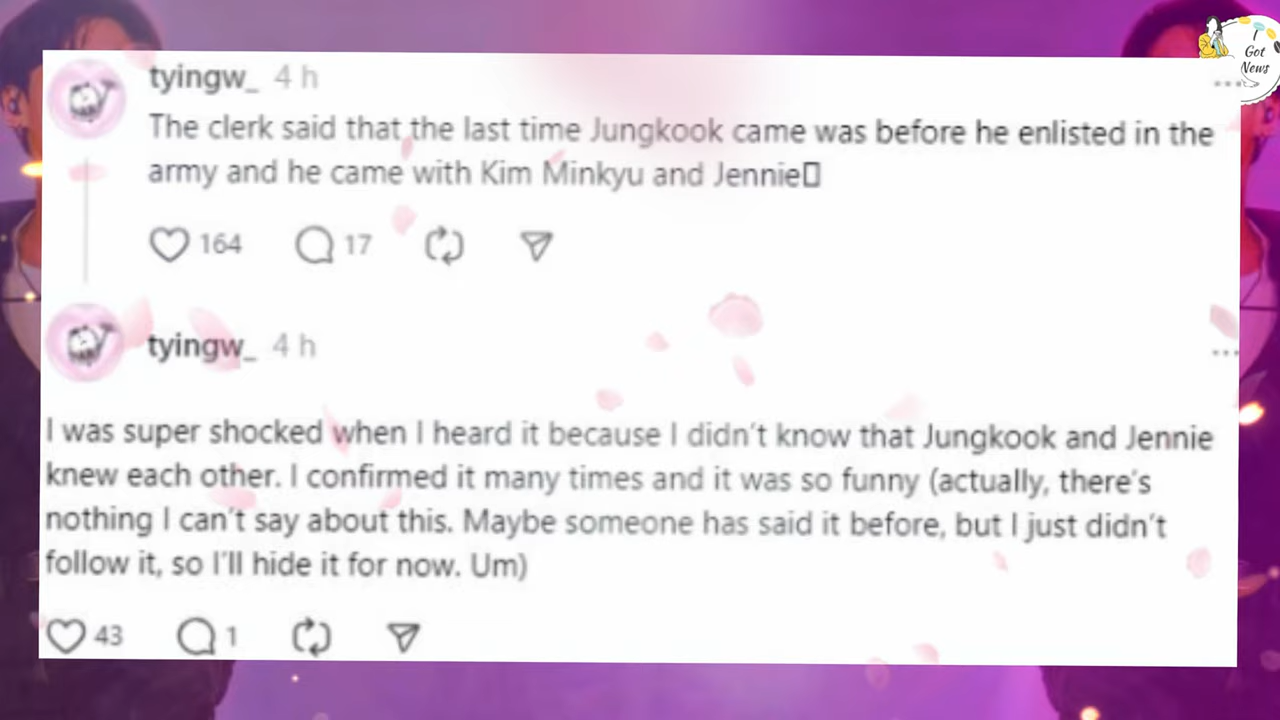 I
Got
News
tyingw_ 4 h
The clerk said that the last time Jungkook came was before he enlisted in the
army and he came with Kim Minkyu and Jennie
164 17
tyingw_ 4 h
I was super shocked when I heard it because I didn't know that Jungkook and Jennie
knew each other. I confirmed it many times and it was so funny (actually, there's
nothing I can't say about this. Maybe someone has said it before, but I just didn't
follow it, so I'll hide it for now. Um)
43 1